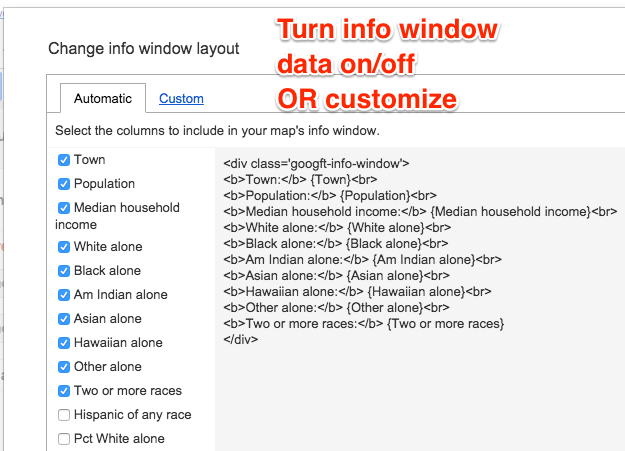 Turn info window
data on/off
OR customize
Change info window layout
Automatic
Custom
Select the columns to include in your map's info window.
Town
Population
Median household
income
White alone
Black alone
Am Indian alone
Asian alone
Hawaiian alone
Other alone
Two or more races
Hispanic of any race
Pct White alone
<div class='googft-info-window'>
<b>Town:</b> {Town}<br>
<b>Population:</b> {Population}<br>
<b>Median household income:</b> {Median household income}<br>
<b>White alone:</b> {White alone}<br>
<b>Black alone:</b> {Black alone}<br>
<b>Am Indian alone:</b> {Am Indian alone}<br>
<b>Asian alone:</b> {Asian alone}<br>
<b>Hawaiian alone:</b> {Hawaiian alone}<br>
<b>Other alone:</b> {Other alone}<br>
<b>Two or more races:</b> {Two or more races}
</div>